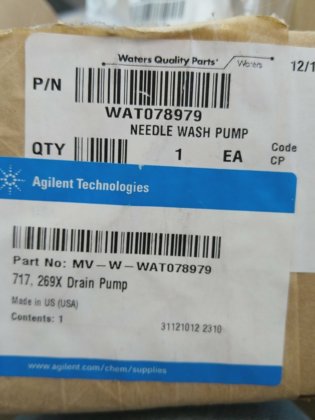 Waters Quality Parts
Waters
12/1
P/N
WAT078979
NEEDLE WASH PUMP
QTY
1 EA
Code
CP
Agilent Technologies
Part No: MV-W-WAT078979
717, 269X Drain Pump
Made in US (USA)
Contents: 1
31121012 2310
www.agilent.com/chem/supplies